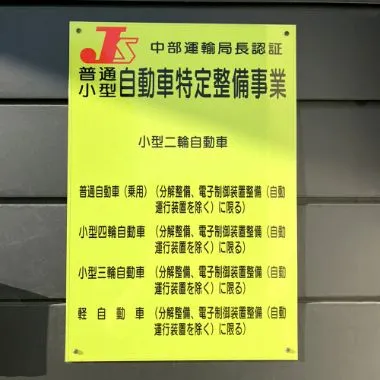 JS 中部運輸局長認証
普通
小型 自動車特定整備事業
小型二輪自動車
普通自動車（乗用）（分解整備、電子制御装置整備（自動
運行装置を除く）に限る）
小型四輪自動車　（分解整備、電子制御装置整備（自動
運行装置を除く）に限る）
小型三輪自動車　（分解整備、電子制御装置整備（自動
運行装置を除く）に限る）
軽自動車　（分解整備、電子制御装置整備（自動
運行装置を除く）に限る）